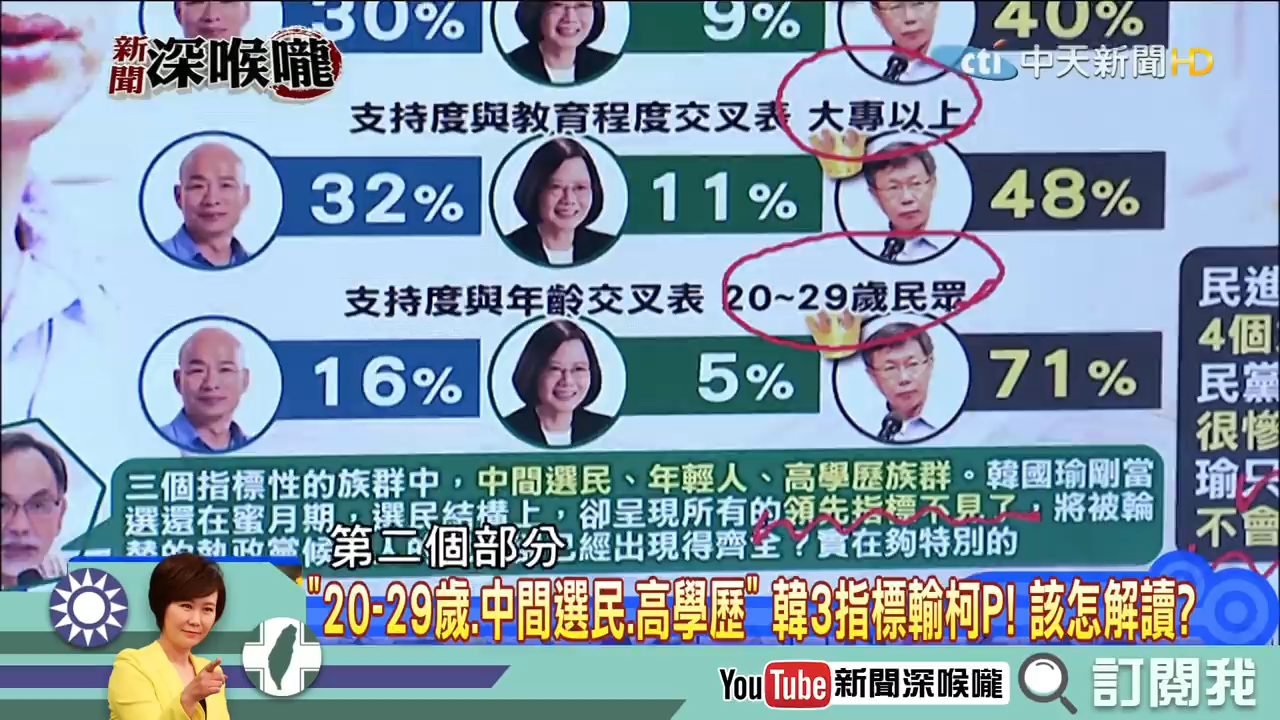 30%
9%
40%
新聞深喉嚨
cti 中天新聞HD
支持度與教育程度交叉表 大專以上
32%
11%
48%
支持度與年齡交叉表 20~29歲民眾
16%
5%
71%
三個指標性的族群中,中間選民、年輕人、高學歷族群。韓國瑜剛當
選還在蜜月期,選民結構上,卻呈現所有的領先指標不見了,將被輪
替的執政黨候 人的 已經出現得齊全?實在夠特別的
民進
4個
民黨
很慘
瑜只
不會
第二個部分
"20-29歲.中間選民.高學歷" 韓3指標輸柯P! 該怎解讀?
YouTube 新聞深喉嚨 訂閱我